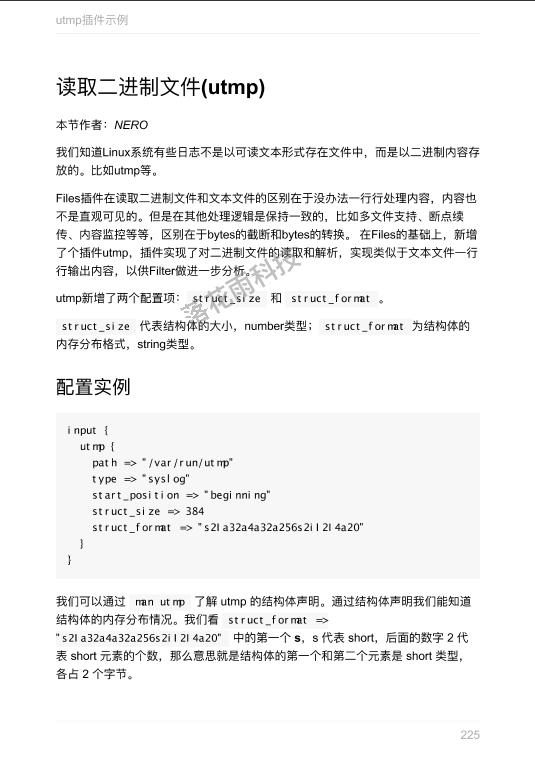 utmp插件示例
读取二进制文件(utmp)
本节作者：NERO
我们知道Linux系统有些日志不是以可读文本形式存在文件中，而是以二进制内容存
放的。比如utmp等。
Files插件在读取二进制文件和文本文件的区别在于没办法一行行处理内容，内容也
不是直观可见的。但是在其他处理逻辑是保持一致的，比如多文件支持、断点续
传、内容监控等等，区别在于bytes的截断和bytes的转换。 在Files的基础上，新增
了个插件utmp，插件实现了对二进制文件的读取和解析，实现类似于文本文件一行
行输出内容，以供Filter做进一步分析。
utmp新增了两个配置项： struct_size 和 struct_format 。
struct_size 代表结构体的大小，number类型； struct_format 为结构体的
内存分布格式，string类型。
落花雨科技
配置实例
input {
  utmp {
    path => "/var/run/utmp"
    type => "syslog"
    start_position => "beginning"
    struct_size => 384
    struct_format => "s2Ia32a4a32a256s2iI2I4a20"
  }
}
我们可以通过 man utmp 了解 utmp 的结构体声明。通过结构体声明我们能知道
结构体的内存分布情况。我们看 struct_format =>
"s2Ia32a4a32a256s2iI2I4a20" 中的第一个 s，s 代表 short，后面的数字 2 代
表 short 元素的个数，那么意思就是结构体的第一个和第二个元素是 short 类型，
各占 2 个字节。
225